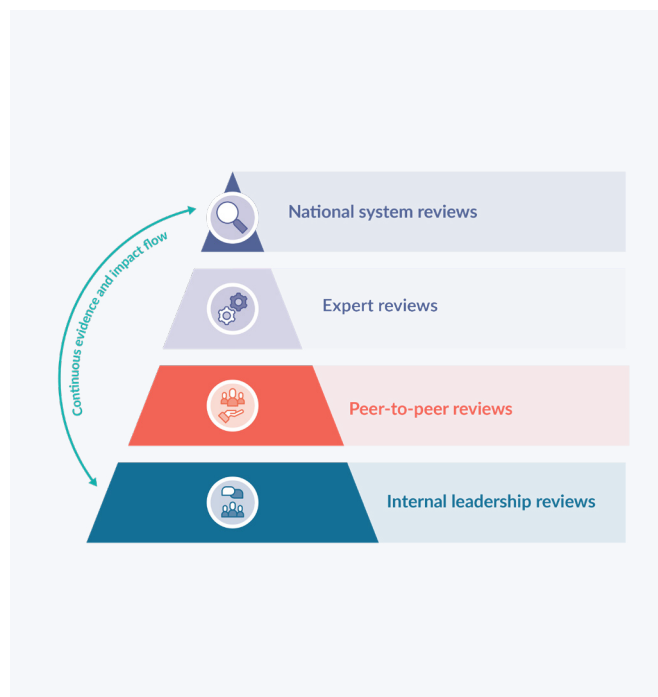 National system reviews
Continuous evidence and impact flow
Expert reviews
Peer-to-peer reviews
Internal leadership reviews